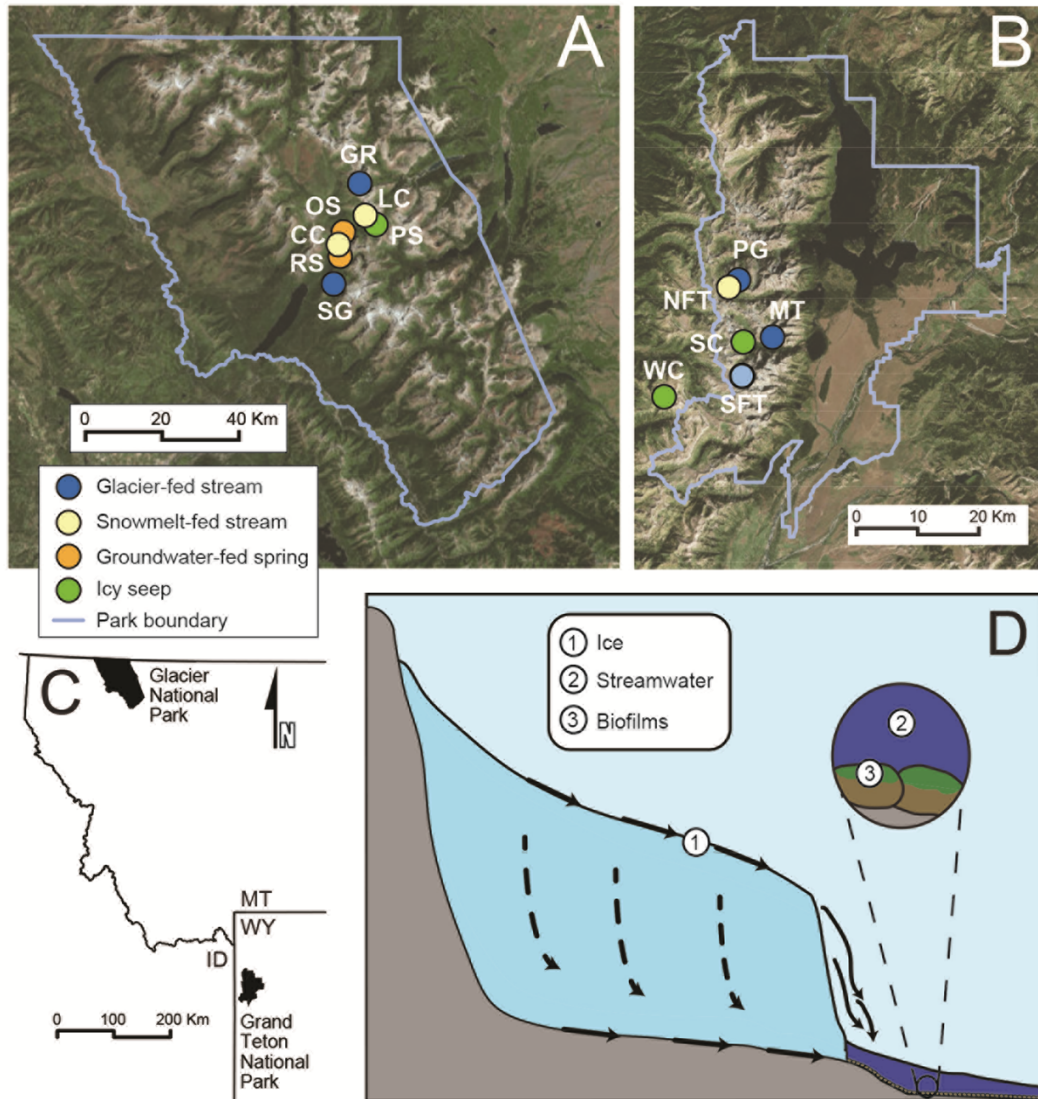 A
GR
OS
LC
CC
PS
RS
SG
0 20 40 Km
B
PG
NFT
MT
SC
WC
SFT
0 10 20 Km
Glacier-fed stream
Snowmelt-fed stream
Groundwater-fed spring
Icy seep
Park boundary
C
Glacier
National
Park
N
MT
WY
ID
0 100 200 Km
Grand
Teton
National
Park
D
1 Ice
2 Streamwater
3 Biofilms
2
3
1